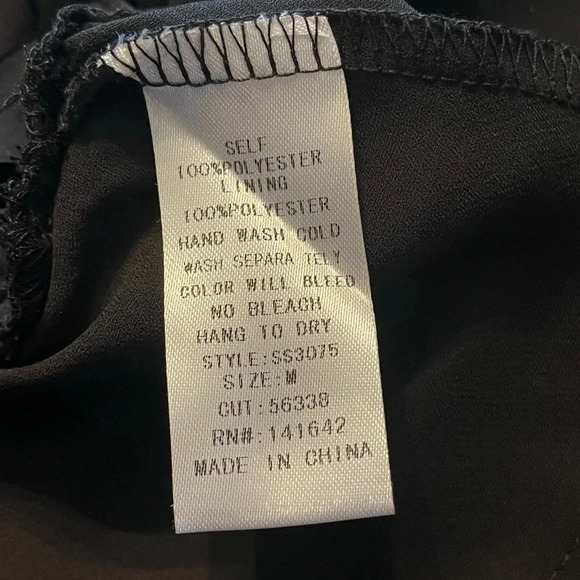 SELF
100%POLYESTER
LINING
100%POLYESTER
HAND WASH COLD
WASH SEPARA TELY
COLOR WILL BLEED
NO BLEACH
HANG TO DRY
STYLE:SS3075
SIZE:M
CUT:56338
RN#:141642
MADE IN CHINA